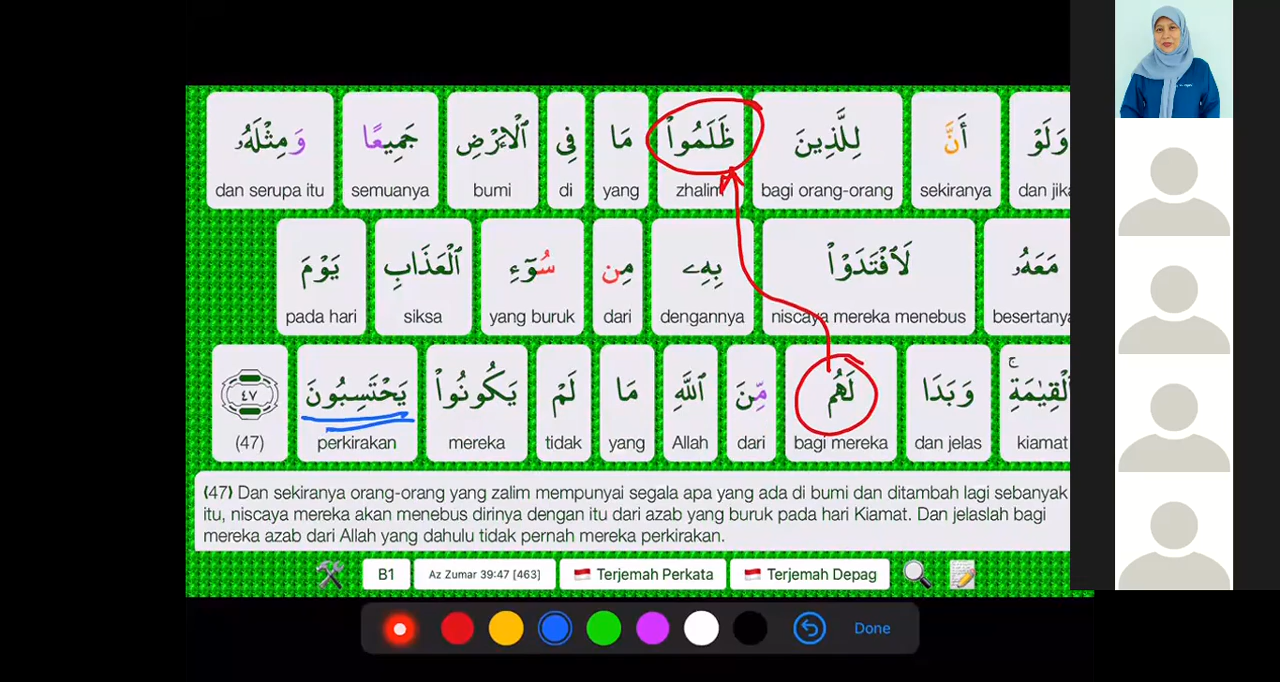 وَلَوْ أَنَّ لِلَّذِينَ ظَلَمُوا۟ مَا فِى ٱلْأَرْضِ جَمِيعًا وَمِثْلَهُۥ
dan jika sekiranya bagi orang-orang zhalim yang di bumi semuanya dan serupa itu
مَعَهُۥ لَٱفْتَدَوْا۟ بِهِۦ مِن سُوٓءِ ٱلْعَذَابِ يَوْمَ
besertanya niscaya mereka menebus dengannya dari yang buruk siksa pada hari
ٱلْقِيَٰمَةِ ۚ وَبَدَا لَهُم مِّنَ ٱللَّهِ مَا لَمْ يَكُونُوا۟ يَحْتَسِبُونَ ٤٧
kiamat dan jelas bagi mereka dari Allah yang tidak mereka perkirakan (47)
(47) Dan sekiranya orang-orang yang zalim mempunyai segala apa yang ada di bumi dan ditambah lagi sebanyak
itu, niscaya mereka akan menebus dirinya dengan itu dari azab yang buruk pada hari Kiamat. Dan jelaslah bagi
mereka azab dari Allah yang dahulu tidak pernah mereka perkirakan.
B1 Az Zumar 39:47 [463] Terjemah Perkata Terjemah Depag
Done